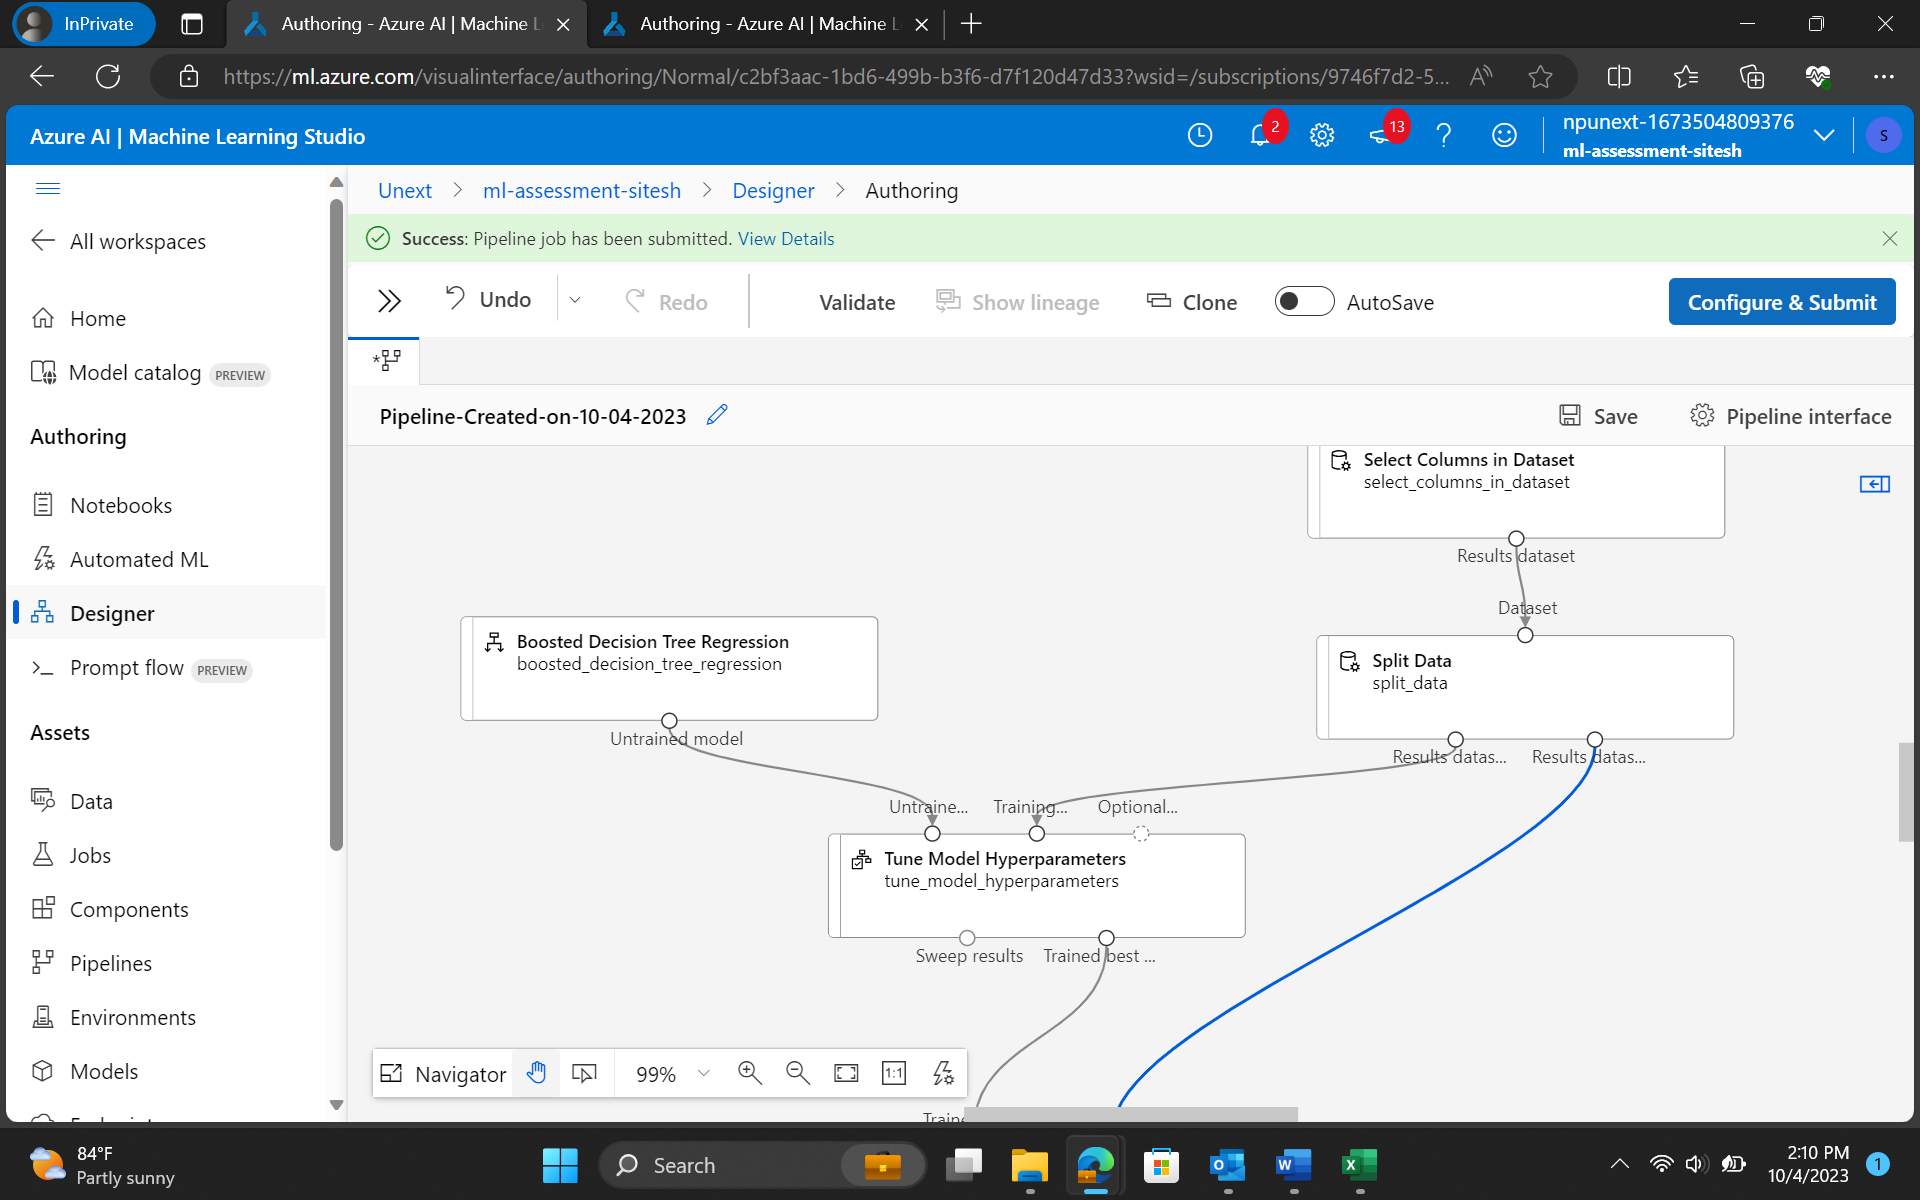 InPrivate
Authoring - Azure AI | Machine L
Authoring - Azure AI | Machine L
https://ml.azure.com/visualinterface/authoring/Normal/c2bf3aac-1bd6-499b-b3f6-d7f120d47d33?wsid=/subscriptions/9746f7d2-5...
Azure AI | Machine Learning Studio
2
13
npunext-1673504809376
ml-assessment-sitesh
S
All workspaces
Home
Model catalog PREVIEW
Authoring
Notebooks
Automated ML
Designer
Prompt flow PREVIEW
Assets
Data
Jobs
Components
Pipelines
Environments
Models
Unext > ml-assessment-sitesh > Designer > Authoring
Success: Pipeline job has been submitted. View Details
Undo
Redo
Validate
Show lineage
Clone
AutoSave
Configure & Submit
Pipeline-Created-on-10-04-2023
Save
Pipeline interface
Select Columns in Dataset
select_columns_in_dataset
Results dataset
Dataset
Boosted Decision Tree Regression
boosted_decision_tree_regression
Untrained model
Split Data
split_data
Results datas...
Results datas...
Untraine...
Training...
Optional...
Tune Model Hyperparameters
tune_model_hyperparameters
Sweep results
Trained best ...
Navigator
99%
1:1
84°F
Partly sunny
Search
2:10 PM
10/4/2023
1